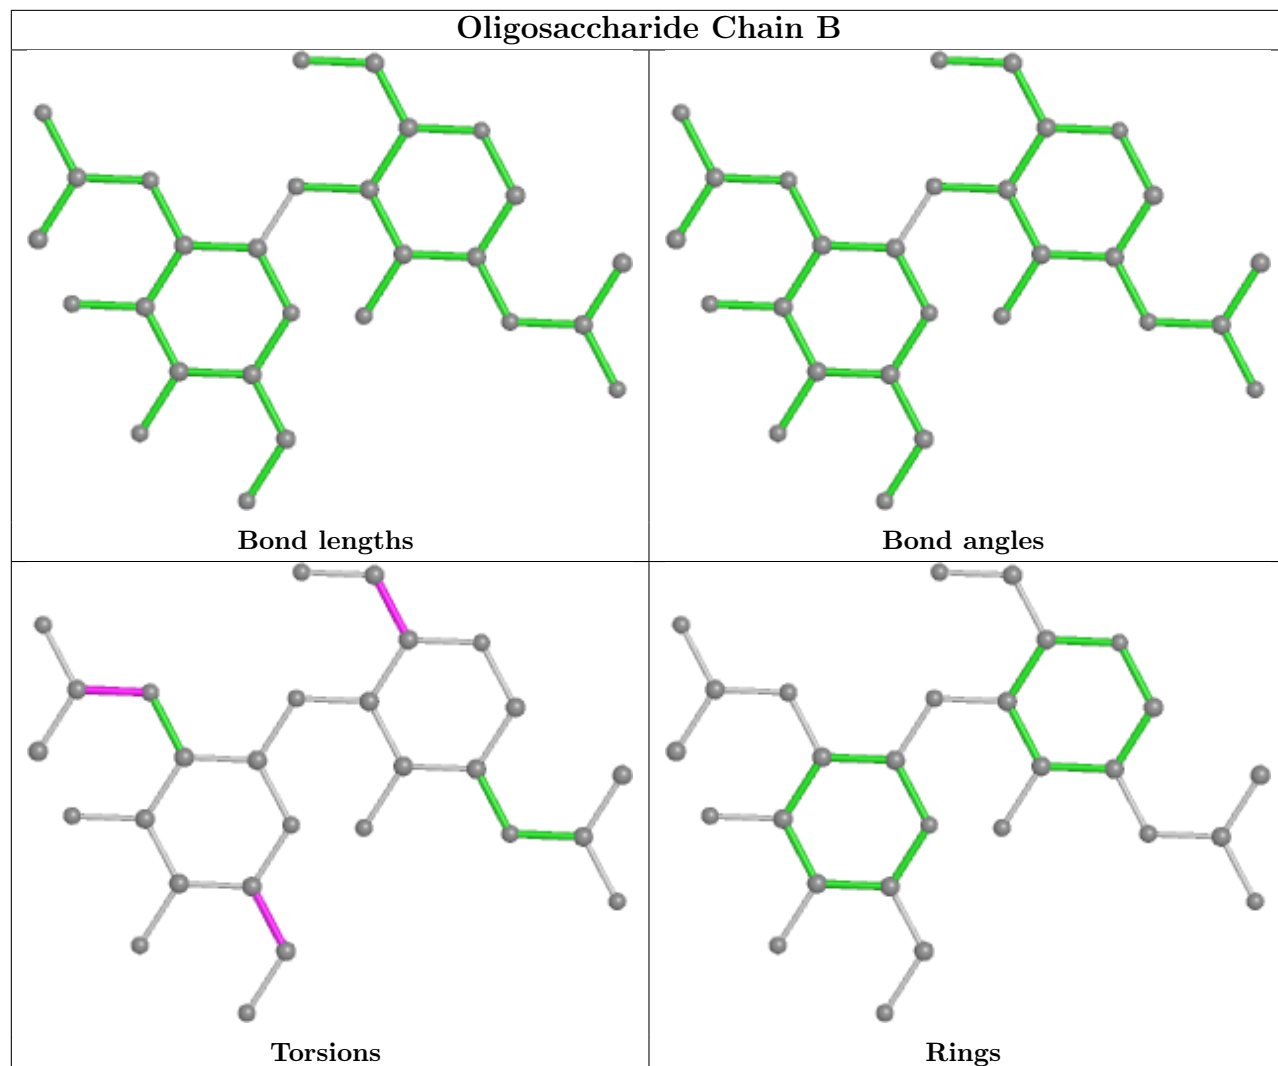 Oligosaccharide Chain B
Bond lengths
Bond angles
Torsions
Rings